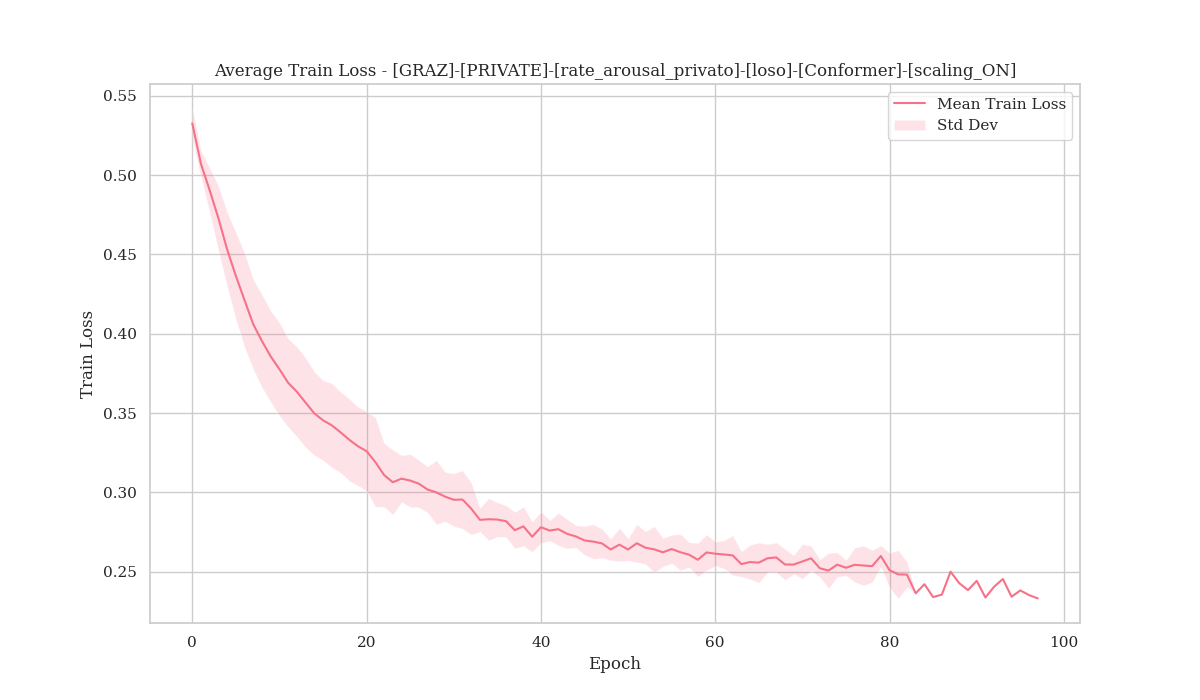 Average Train Loss - [GRAZ]-[PRIVATE]-[rate_arousal_privato]-[loso]-[Conformer]-[scaling_ON]
Mean Train Loss
Std Dev
Train Loss
0.55
0.50
0.45
0.40
0.35
0.30
0.25
0
20
40
60
80
100
Epoch